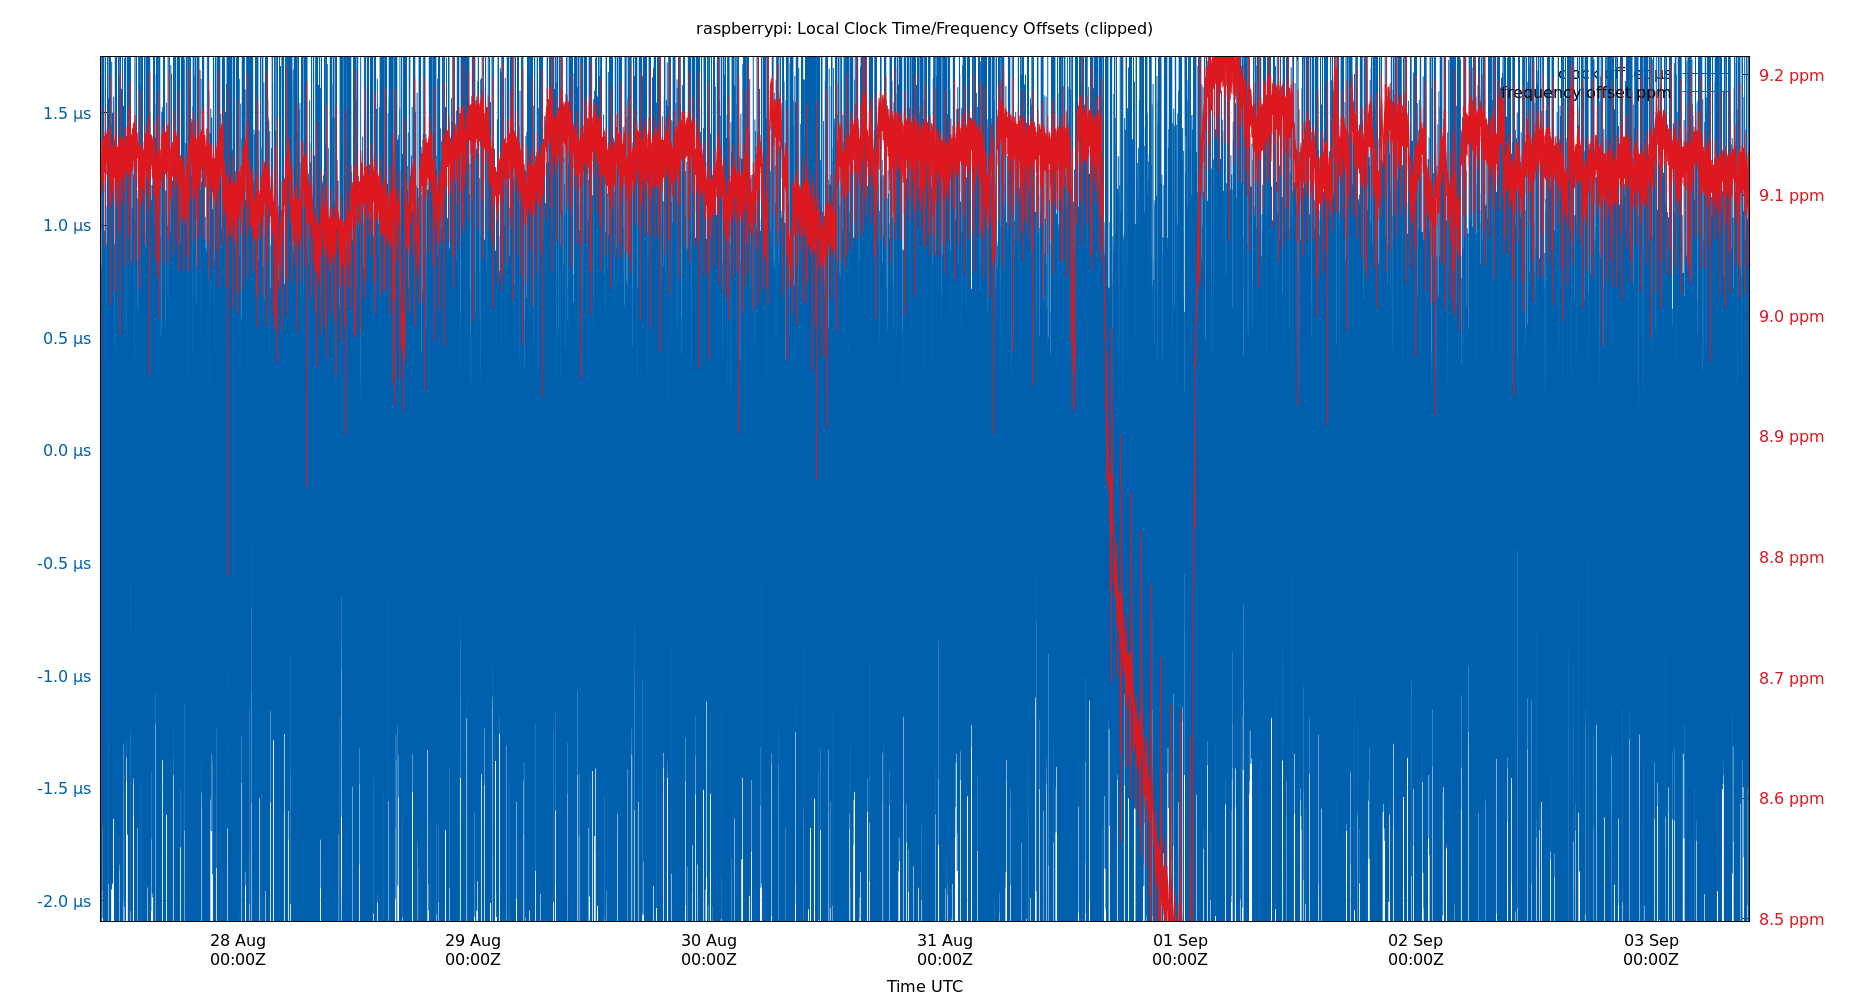 raspberrypi: Local Clock Time/Frequency Offsets (clipped)
clock offset µs
frequency offset ppm
1.5 µs
1.0 µs
0.5 µs
0.0 µs
-0.5 µs
-1.0 µs
-1.5 µs
-2.0 µs
9.2 ppm
9.1 ppm
9.0 ppm
8.9 ppm
8.8 ppm
8.7 ppm
8.6 ppm
8.5 ppm
28 Aug
00:00Z
29 Aug
00:00Z
30 Aug
00:00Z
31 Aug
00:00Z
01 Sep
00:00Z
02 Sep
00:00Z
03 Sep
00:00Z
Time UTC